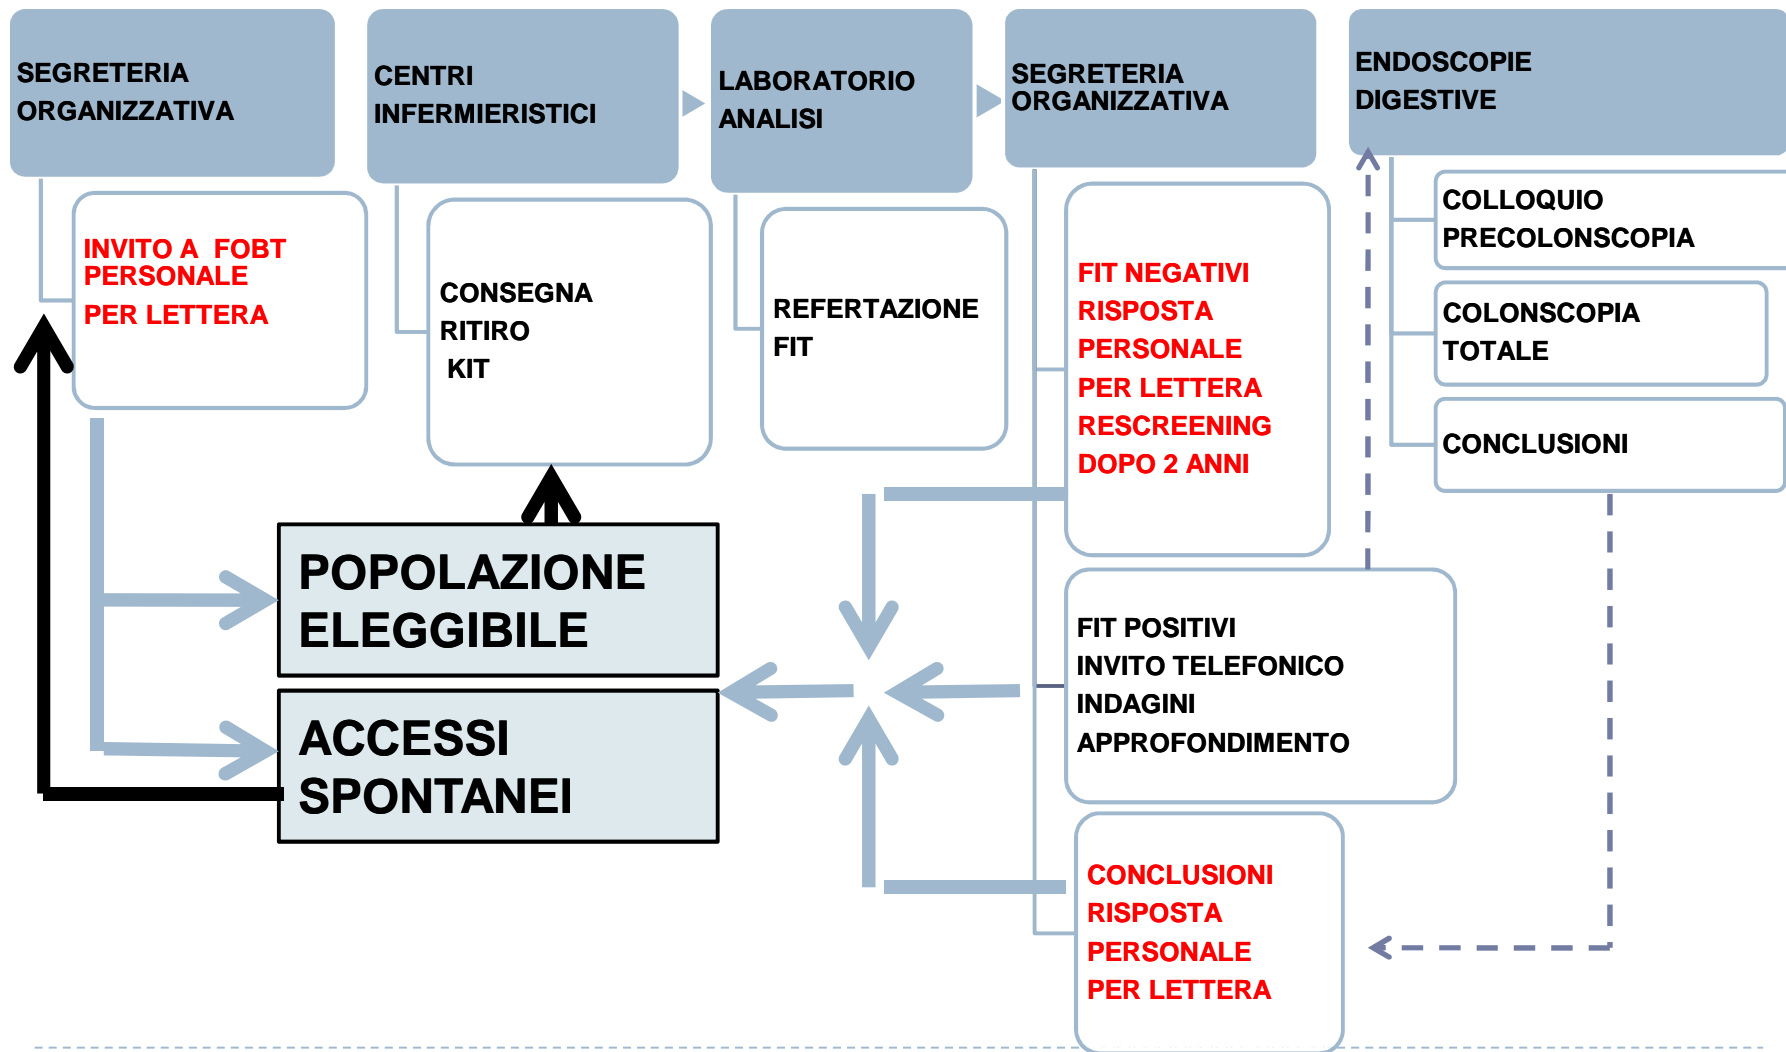 SEGRETERIA
ORGANIZZATIVA
INVITO A FOBT
PERSONALE
PER LETTERA
CENTRI
INFERMIERISTICI
CONSEGNA
RITIRO
KIT
LABORATORIO
ANALISI
REFERTAZIONE
FIT
SEGRETERIA
ORGANIZZATIVA
FIT NEGATIVI
RISPOSTA
PERSONALE
PER LETTERA
RESCREENING
DOPO 2 ANNI
FIT POSITIVI
INVITO TELEFONICO
INDAGINI
APPROFONDIMENTO
CONCLUSIONI
RISPOSTA
PERSONALE
PER LETTERA
ENDOSCOPIE
DIGESTIVE
COLLOQUIO
PRECOLONSCOPIA
COLONSCOPIA
TOTALE
CONCLUSIONI
POPOLAZIONE
ELEGGIBILE
ACCESSI
SPONTANEI